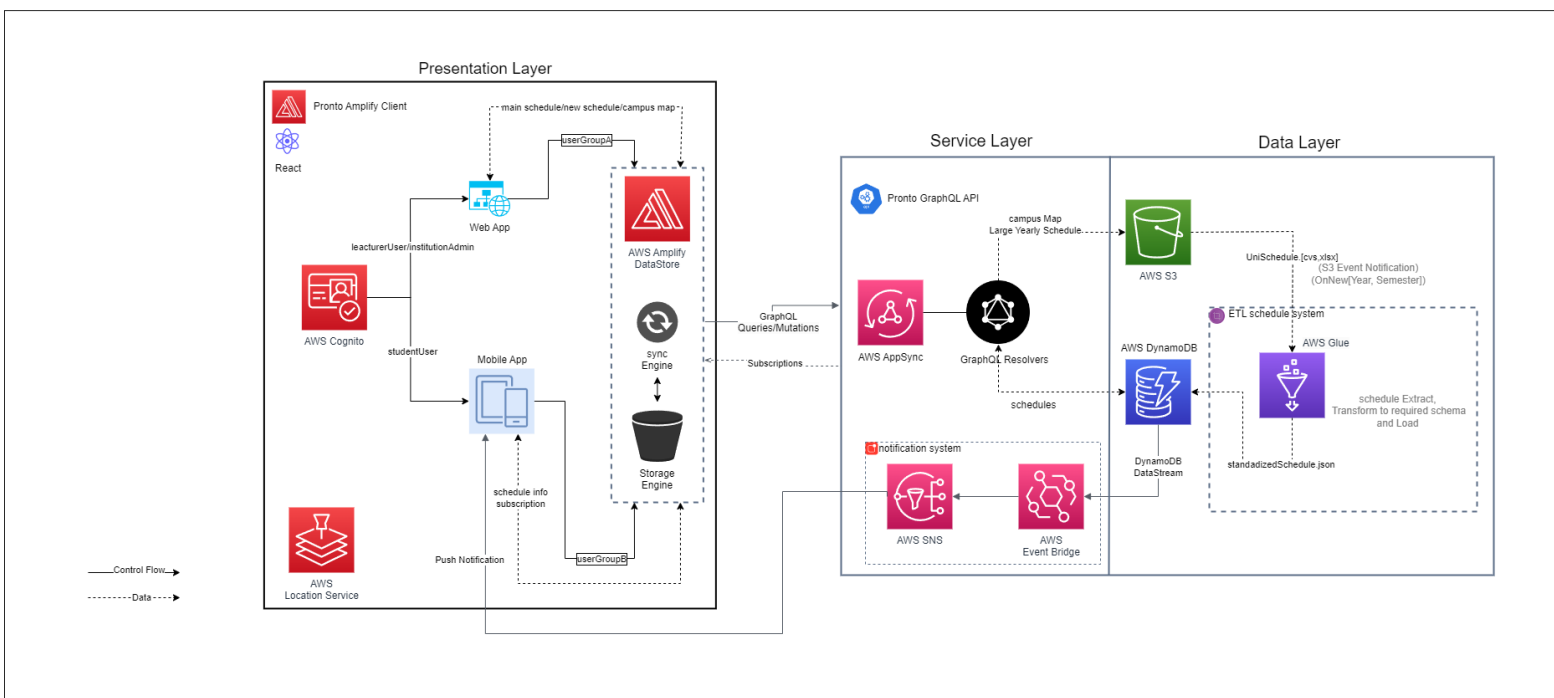 Presentation Layer
Pronto Amplify Client
React
main schedule/new schedule/campus map
userGroupA
Web App
leacturerUser/institutionAdmin
AWS Cognito
studentUser
Mobile App
AWS Amplify
DataStore
sync
Engine
Storage
Engine
schedule info
subscription
Push Notification
userGroupB
AWS
Location Service
Control Flow
Data
GraphQL
Queries/Mutations
Subscriptions
Service Layer
Pronto GraphQL API
campus Map
Large Yearly Schedule
AWS AppSync
GraphQL Resolvers
schedules
notification system
AWS SNS
AWS
Event Bridge
Data Layer
AWS S3
UniSchedule.[cvs,xlsx]
(S3 Event Notification)
(OnNew[Year, Semester])
ETL schedule system
AWS DynamoDB
AWS Glue
schedule Extract,
Transform to required schema
and Load
standadizedSchedule.json
DynamoDB
DataStream